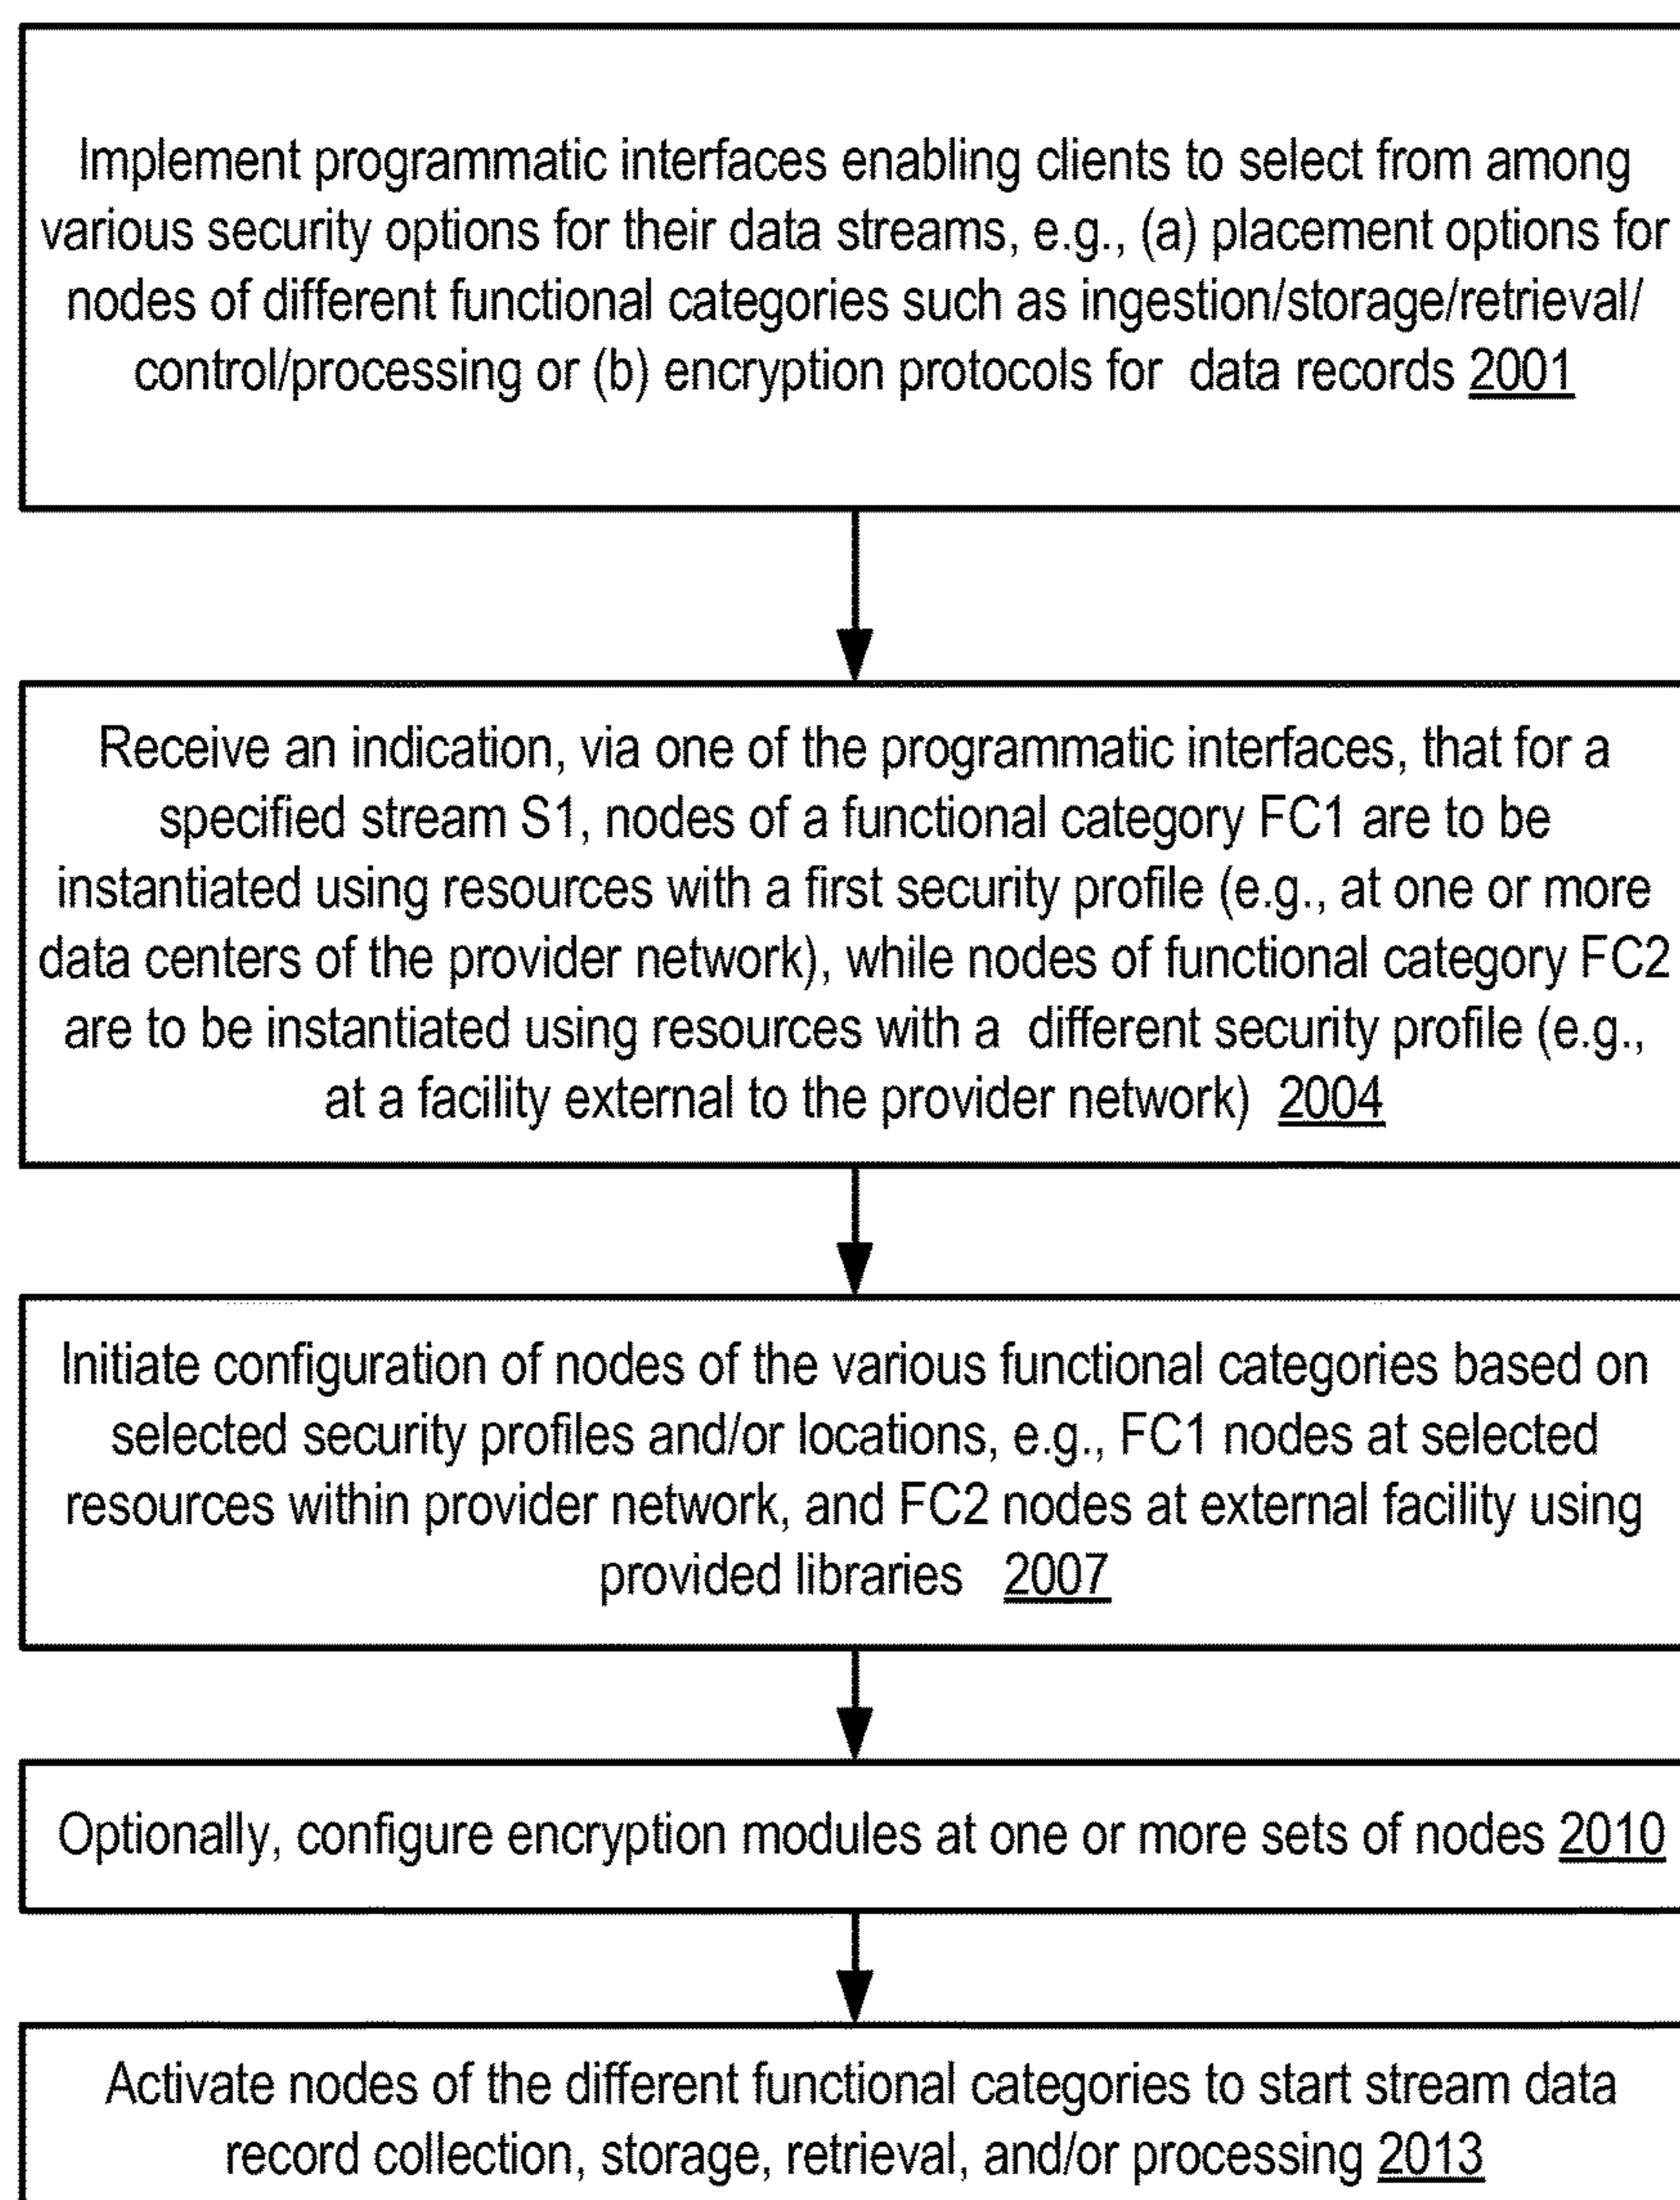 Implement programmatic interfaces enabling clients to select from among
various security options for their data streams, e.g., (a) placement options for
nodes of different functional categories such as ingestion/storage/retrieval/
control/processing or (b) encryption protocols for data records 2001
Receive an indication, via one of the programmatic interfaces, that for a
specified stream S1, nodes of a functional category FC1 are to be
instantiated using resources with a first security profile (e.g., at one or more
data centers of the provider network), while nodes of functional category FC2
are to be instantiated using resources with a different security profile (e.g.,
at a facility external to the provider network) 2004
Initiate configuration of nodes of the various functional categories based on
selected security profiles and/or locations, e.g., FC1 nodes at selected
resources within provider network, and FC2 nodes at external facility using
provided libraries 2007
Optionally, configure encryption modules at one or more sets of nodes 2010
Activate nodes of the different functional categories to start stream data
record collection, storage, retrieval, and/or processing 2013